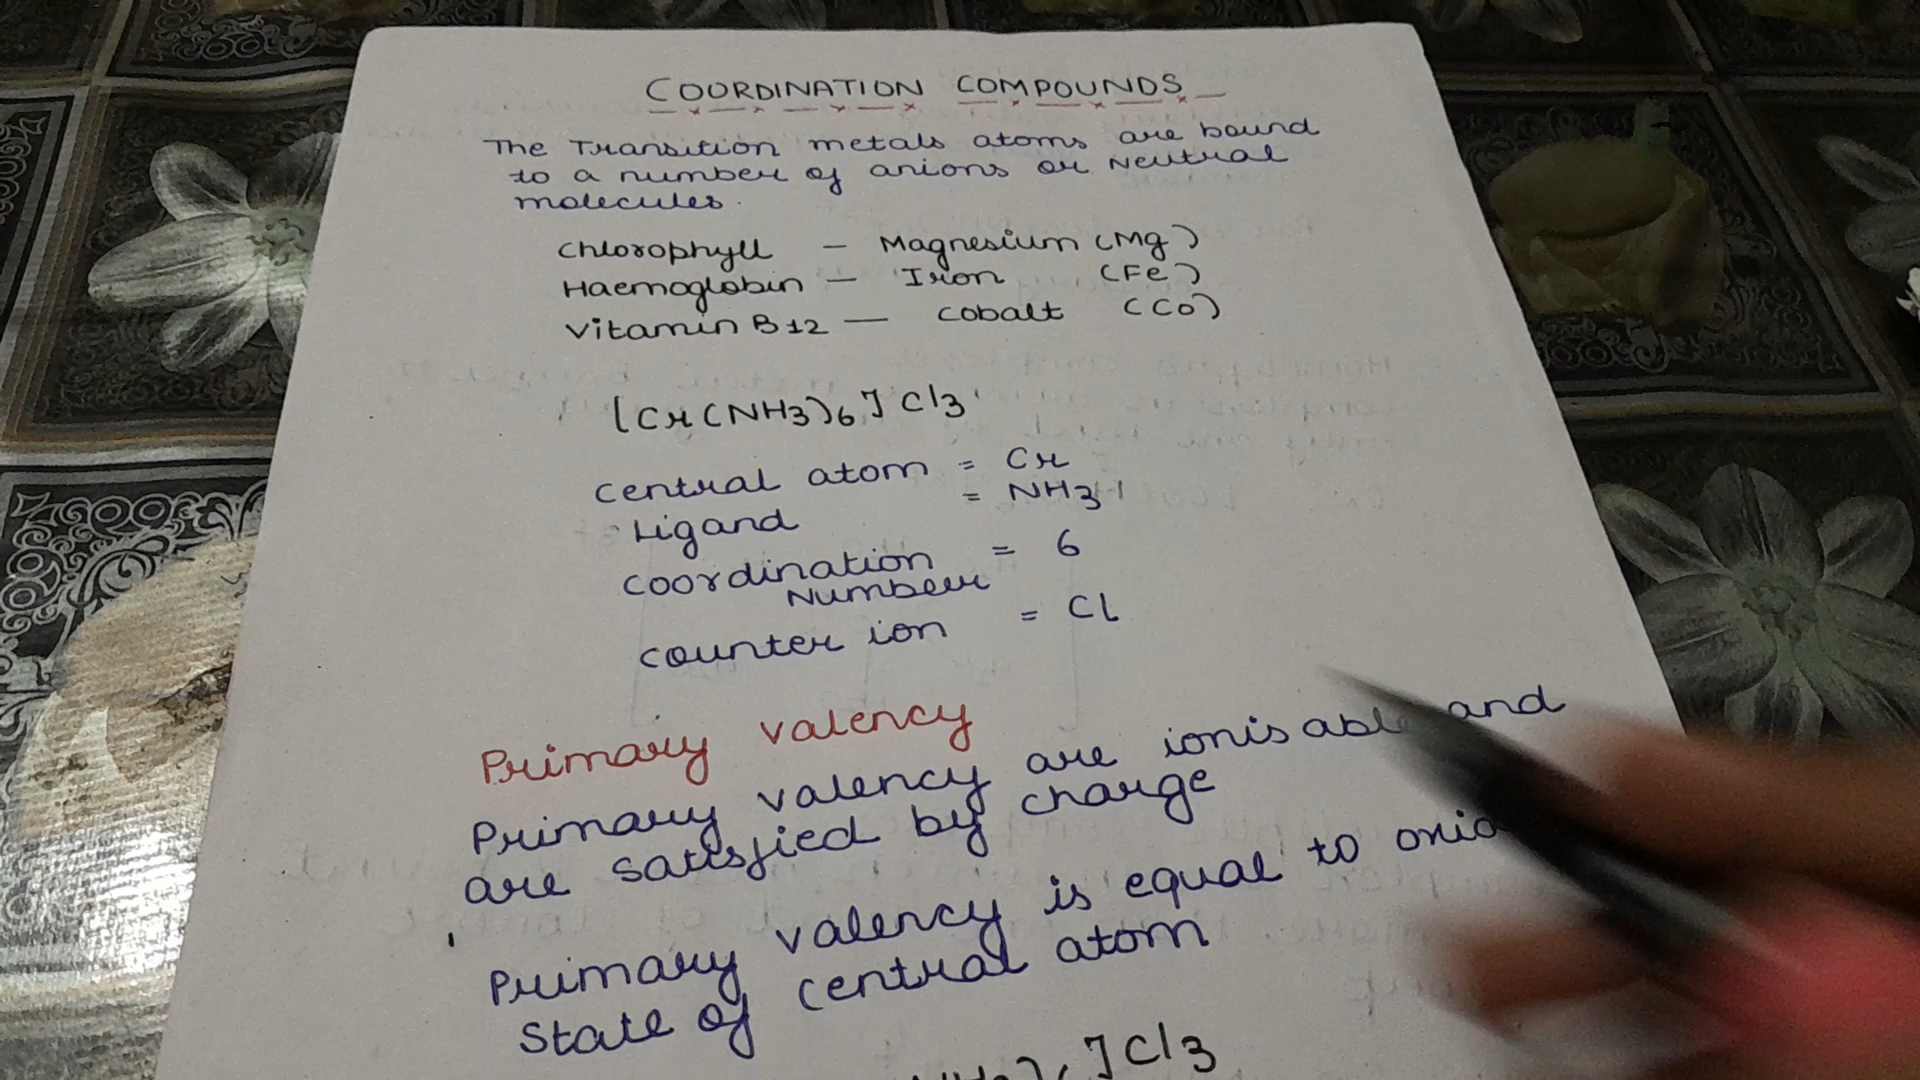 COORDINATION COMPOUNDS
The Transition metals atoms are bound
to a number of anions or Neutral
molecules.
Chlorophyll - Magnesium (Mg)
Haemoglobin - Iron (Fe)
Vitamin B12 - cobalt (Co)
[Cr(NH3)6]Cl3
central atom = Cr
Ligand = NH3
coordination Number = 6
counter ion = Cl
Primary valency
Primary valency are ionisable and
are satisfied by charge
Primary valency is equal to
State of central atom
]Cl3